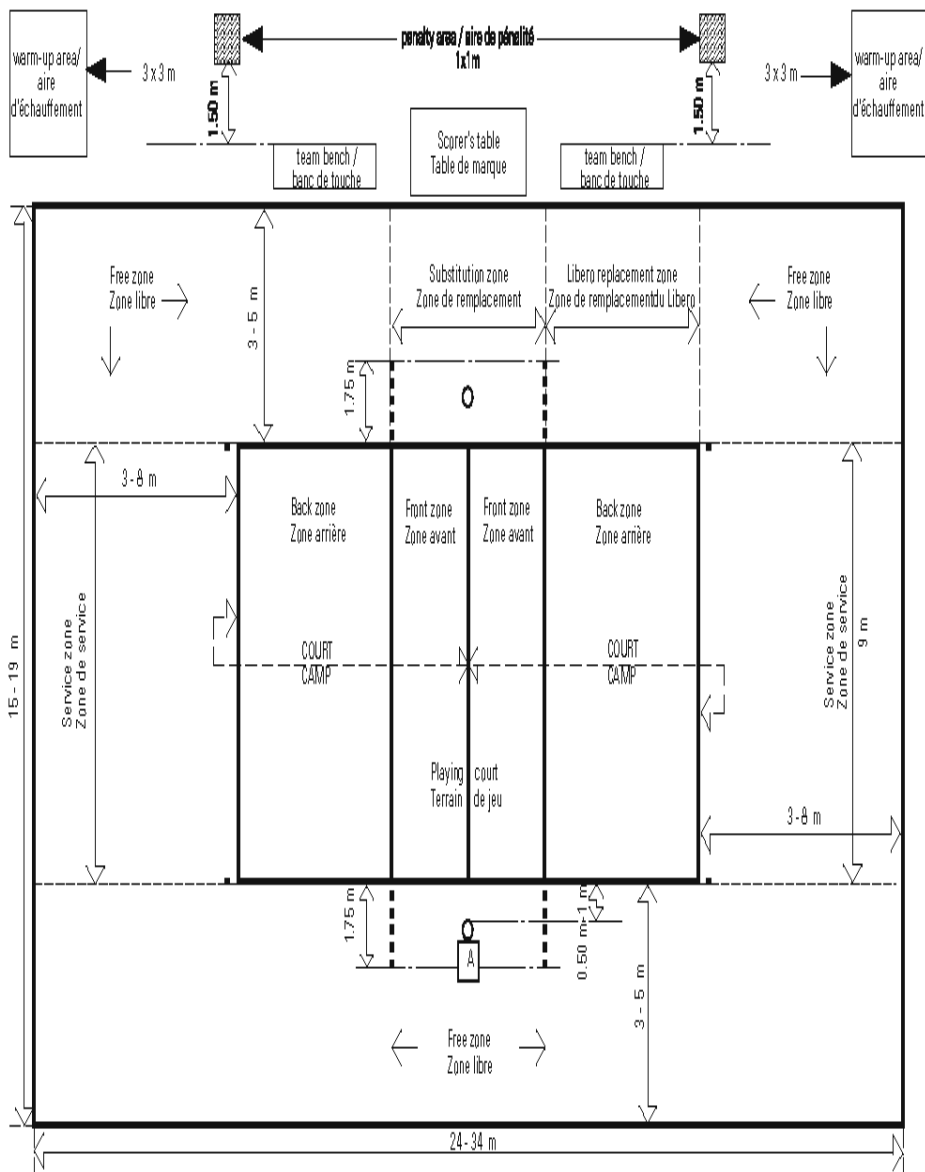 warm-up area/
aire
d'échauffement
3 x 3 m
penalty area / aire de pénalité
1x1m
3 x 3 m
warm-up area/
aire
d'échauffement
1.50 m
1.50 m
team bench /
banc de touche
Scorer's table
Table de marque
team bench /
banc de touche
Free zone
Zone libre
3 - 5 m
Substitution zone
Zone de remplacement
Libero replacement zone
Zone de remplacementdu Libero
Free zone
Zone libre
1.75 m
3-8 m
Back zone
Zone arrière
Front zone
Zone avant
Front zone
Zone avant
Back zone
Zone arrière
15 - 19 m
Service zone
Zone de service
COURT
CAMP
COURT
CAMP
Service zone
Zone de service
9 m
Playing court
Terrain de jeu
3-8m
1.75 m
A
0.50 m-1 m
3 - 5 m
Free zone
Zone libre
24-34 m